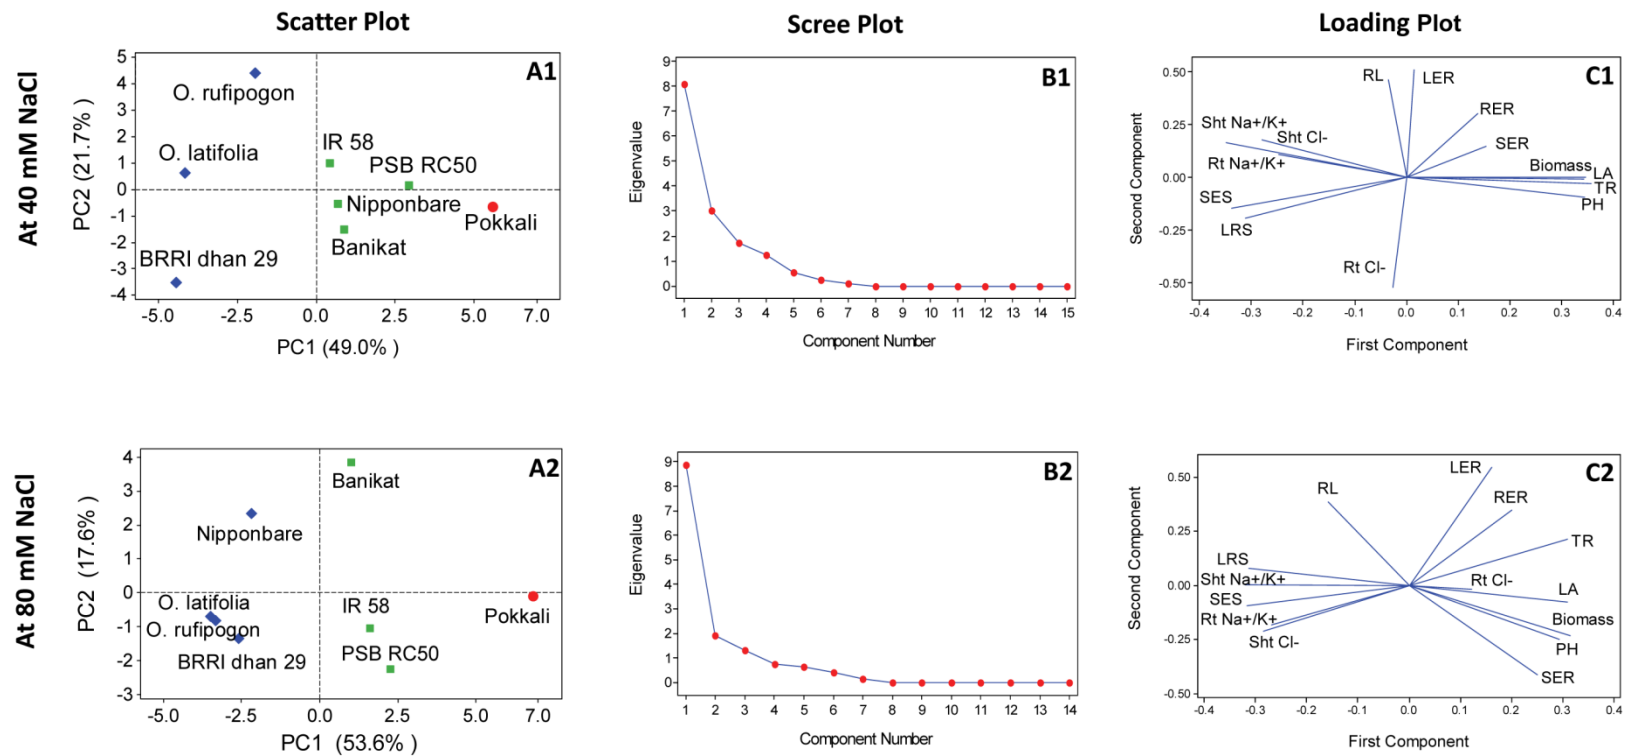 Scatter Plot
Scree Plot
Loading Plot
At 40 mM NaCl
A1
PC2 (21.7% )
5
4
3
2
1
0
-1
-2
-3
-4
O. rufipogon
O. latifolia
BRRI dhan 29
IR 58
PSB RC50
Nipponbare
Banikat
Pokkali
-5.0
-2.5
0.0
2.5
5.0
7.0
PC1 (49.0% )
B1
Eigenvalue
9
8
7
6
5
4
3
2
1
0
1 2 3 4 5 6 7 8 9 10 11 12 13 14 15
Component Number
C1
Second Component
0.50
0.25
0.00
-0.25
-0.50
RL
LER
RER
SER
Sht Na+/K+
Sht Cl-
Rt Na+/K+
Biomass
LA
TR
PH
SES
LRS
Rt Cl-
-0.4 -0.3 -0.2 -0.1 0.0 0.1 0.2 0.3 0.4
First Component
At 80 mM NaCl
A2
PC2 (17.6%)
4
3
2
1
0
-1
-2
-3
Banikat
Nipponbare
O. latifolia
O. rufipogon
BRRI dhan 29
IR 58
PSB RC50
Pokkali
-5.0
-2.5
0.0
2.5
5.0
7.0
PC1 (53.6%)
B2
Eigenvalue
9
8
7
6
5
4
3
2
1
0
1 2 3 4 5 6 7 8 9 10 11 12 13 14
Component Number
C2
Second Component
0.50
0.25
0.00
-0.25
-0.50
LER
RL
RER
TR
LRS
Sht Na+/K+
Rt Cl-
LA
SES
Rt Na+/K+
Biomass
Sht Cl-
PH
SER
-0.4 -0.3 -0.2 -0.1 0.0 0.1 0.2 0.3 0.4
First Component